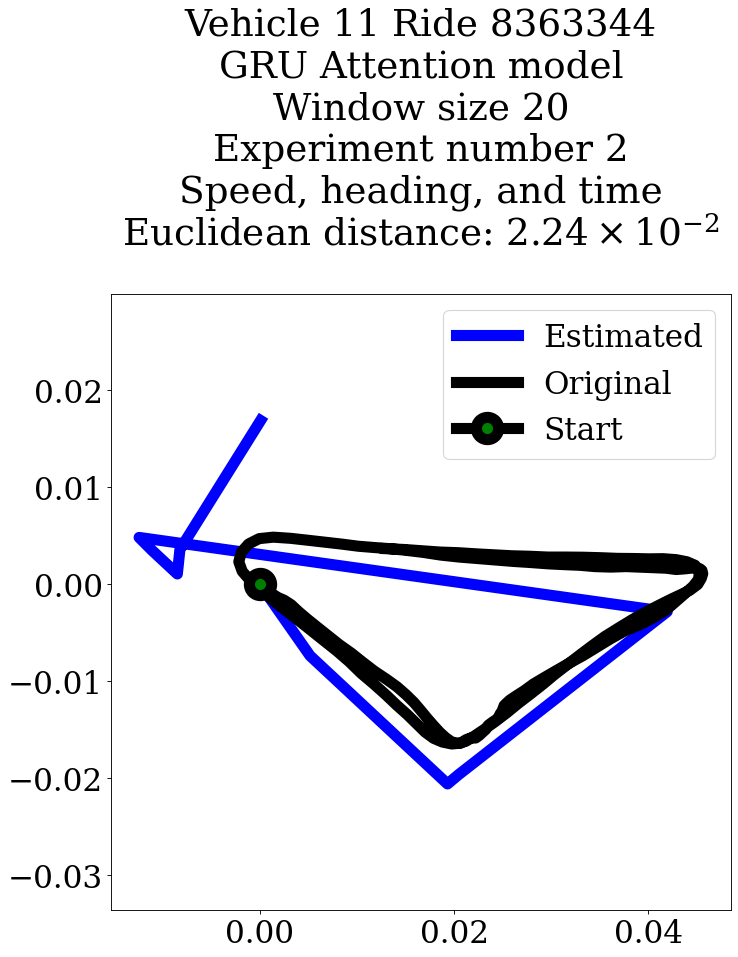 Vehicle 11 Ride 8363344
GRU Attention model
Window size 20
Experiment number 2
Speed, heading, and time
Euclidean distance: 2.24 × 10⁻²
Estimated
Original
Start
0.02
0.01
0.00
−0.01
−0.02
−0.03
0.00 0.02 0.04